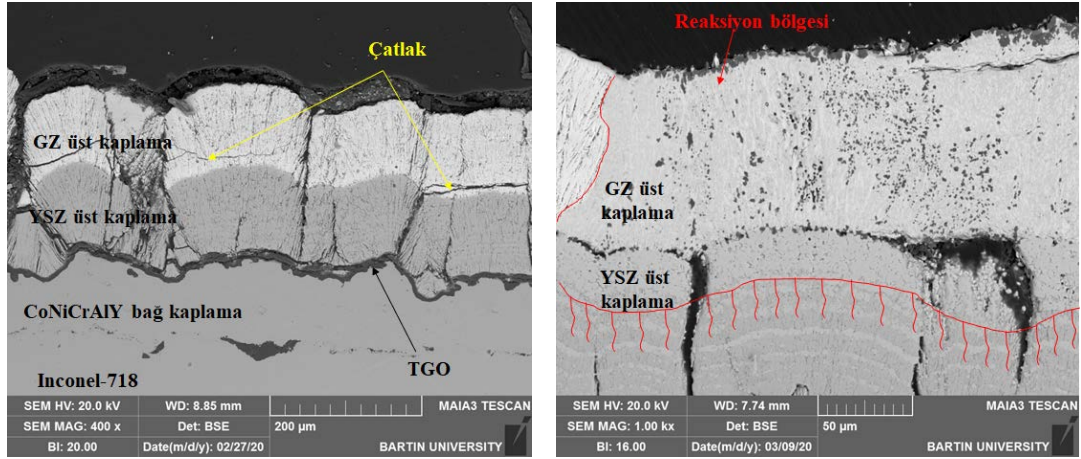 Çatlak
GZ üst kaplama
YSZ üst kaplama
CoNiCrAlY bağ kaplama
TGO
Inconel-718
SEM HV: 20.0 kV WD: 8.85 mm MAIA3 TESCAN
SEM MAG: 400 x Det: BSE 200 µm
BI: 20.00 Date(m/d/y): 02/27/20 BARTIN UNIVERSITY
Reaksiyon bölgesi
GZ üst
kaplama
YSZ üst
kaplama
SEM HV: 20.0 kV WD: 7.74 mm MAIA3 TESCAN
SEM MAG: 1.00 kx Det: BSE 50 µm
BI: 16.00 Date(m/d/y): 03/09/20 BARTIN UNIVERSITY